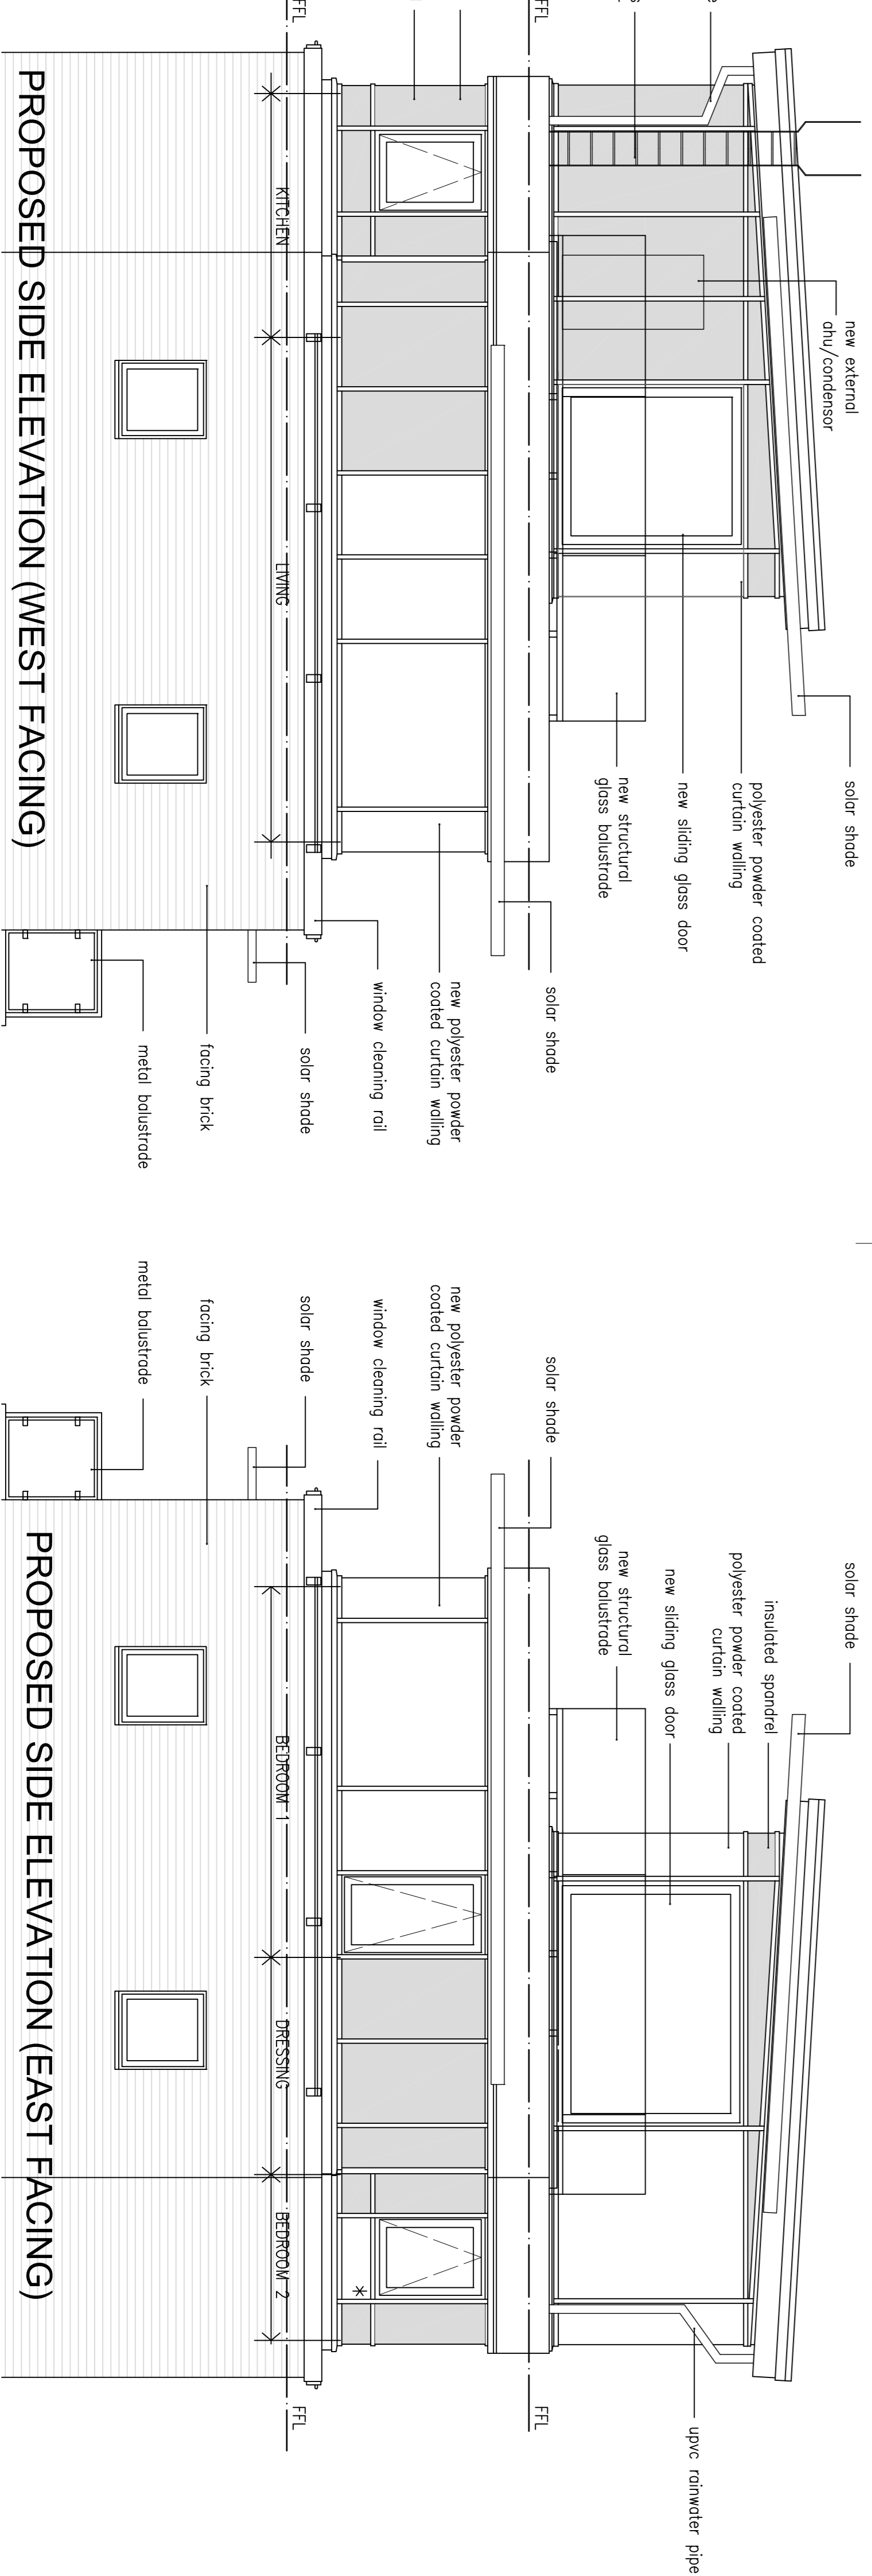 FFL
FFL
new external
ahu/condensor
solar shade
polyester powder coated
curtain walling
new sliding glass door
new structural
glass balustrade
solar shade
new polyester powder
coated curtain walling
window cleaning rail
solar shade
facing brick
metal balustrade
KITCHEN
LIVING
PROPOSED SIDE ELEVATION (WEST FACING)
solar shade
insulated spandrel
polyester powder coated
curtain walling
new sliding glass door
new structural
glass balustrade
solar shade
new polyester powder
coated curtain walling
window cleaning rail
solar shade
facing brick
metal balustrade
upvc rainwater pipe
FFL
FFL
BEDROOM 1
DRESSING
BEDROOM 2
*
PROPOSED SIDE ELEVATION (EAST FACING)